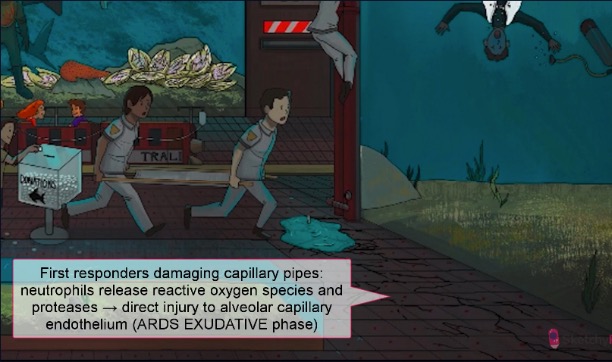 DONATIONS
TRAL
First responders damaging capillary pipes:
neutrophils release reactive oxygen species and
proteases → direct injury to alveolar capillary
endothelium (ARDS EXUDATIVE phase)